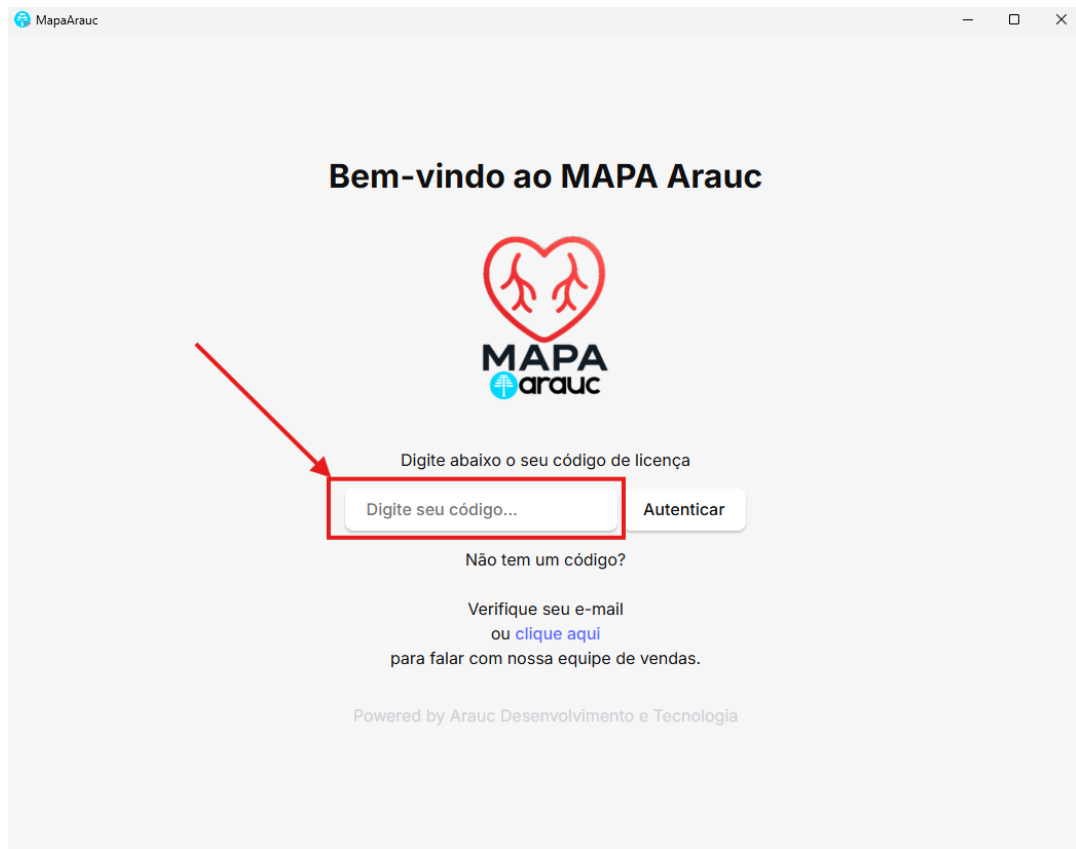 MapaArauc
Bem-vindo ao MAPA Arauc
MAPA
arauc
Digite abaixo o seu código de licença
Digite seu código...
Autenticar
Não tem um código?
Verifique seu e-mail
ou clique aqui
para falar com nossa equipe de vendas.
Powered by Arauc Desenvolvimento e Tecnologia